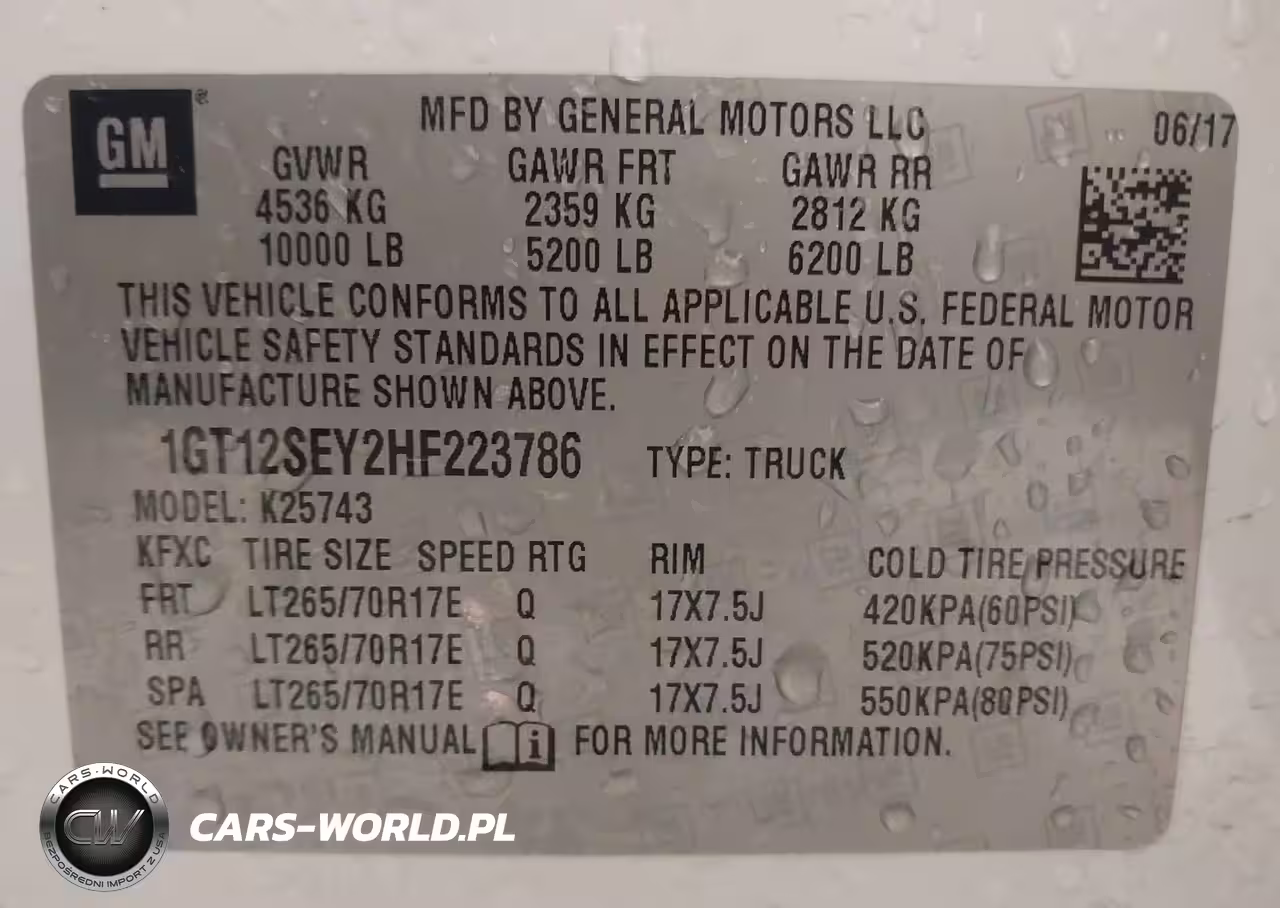 GM®
MFD BY GENERAL MOTORS LLC 06/17
GVWR GAWR FRT GAWR RR
4536 KG 2359 KG 2812 KG
10000 LB 5200 LB 6200 LB
THIS VEHICLE CONFORMS TO ALL APPLICABLE U.S. FEDERAL MOTOR
VEHICLE SAFETY STANDARDS IN EFFECT ON THE DATE OF
MANUFACTURE SHOWN ABOVE.
1GT12SEY2HF223786 TYPE: TRUCK
MODEL: K25743
KFXC TIRE SIZE SPEED RTG RIM COLD TIRE PRESSURE
FRT LT265/70R17E Q 17X7.5J 420KPA(60PSI)
RR LT265/70R17E Q 17X7.5J 520KPA(75PSI)
SPA LT265/70R17E Q 17X7.5J 550KPA(80PSI)
SEE OWNER'S MANUAL i FOR MORE INFORMATION.
CARS-WORLD
CW
BEZPOŚREDNI IMPORT Z USA
CARS-WORLD.PL